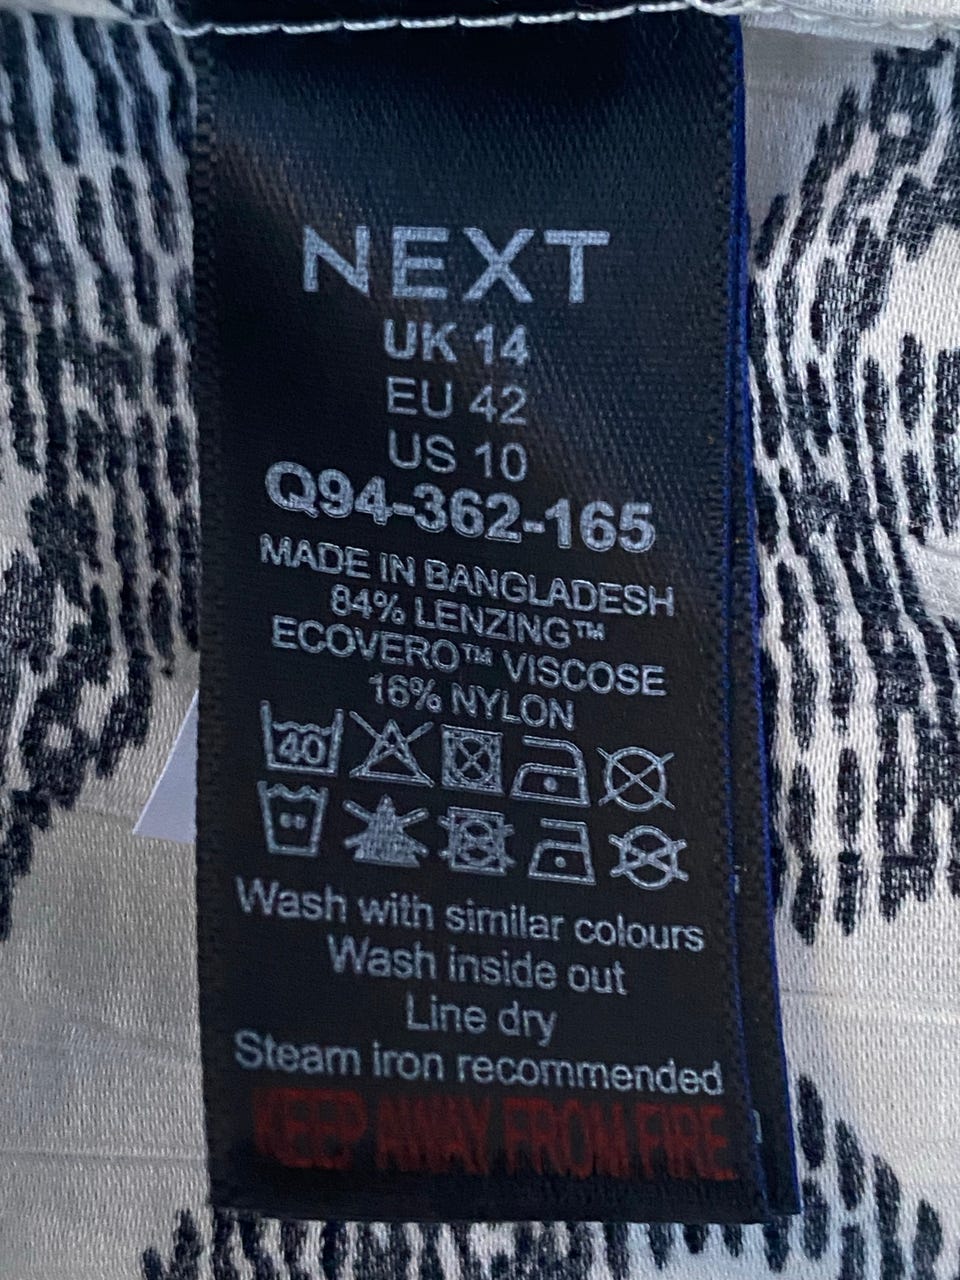 NEXT
UK 14
EU 42
US 10
Q94-362-165
MADE IN BANGLADESH
84% LENZING™
ECOVERO™ VISCOSE
16% NYLON
40
Wash with similar colours
Wash inside out
Line dry
Steam iron recommended
KEEP AWAY FROM FIRE